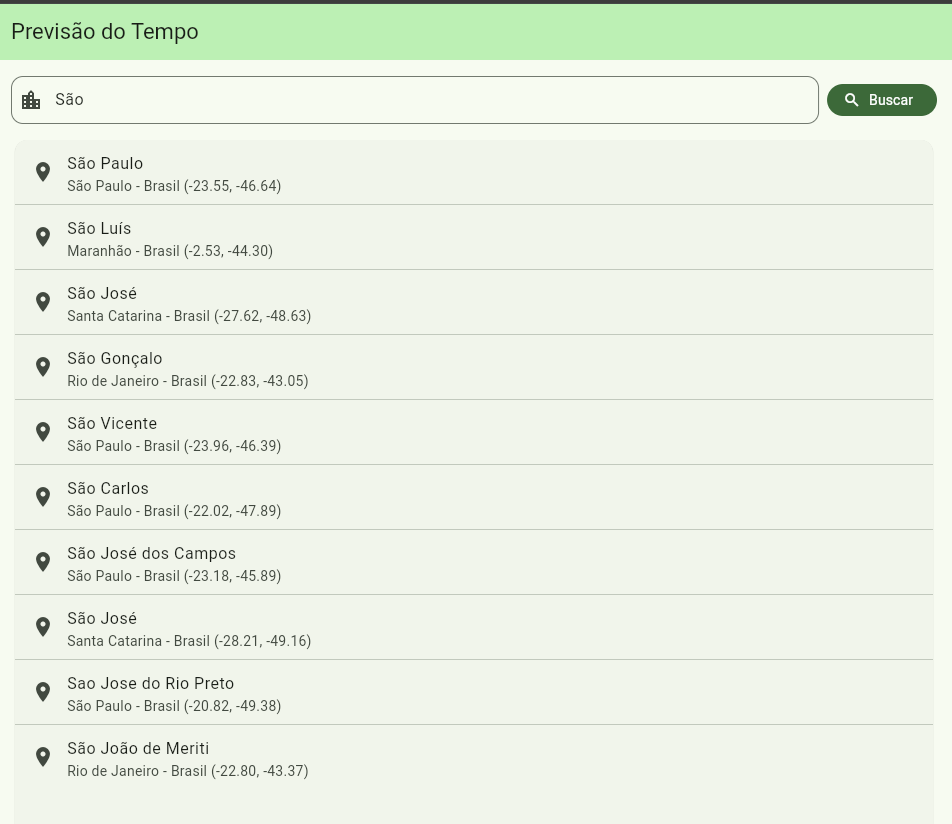 Previsão do Tempo
São
Buscar
São Paulo
São Paulo - Brasil (-23.55, -46.64)
São Luís
Maranhão - Brasil (-2.53, -44.30)
São José
Santa Catarina - Brasil (-27.62, -48.63)
São Gonçalo
Rio de Janeiro - Brasil (-22.83, -43.05)
São Vicente
São Paulo - Brasil (-23.96, -46.39)
São Carlos
São Paulo - Brasil (-22.02, -47.89)
São José dos Campos
São Paulo - Brasil (-23.18, -45.89)
São José
Santa Catarina - Brasil (-28.21, -49.16)
Sao Jose do Rio Preto
São Paulo - Brasil (-20.82, -49.38)
São João de Meriti
Rio de Janeiro - Brasil (-22.80, -43.37)